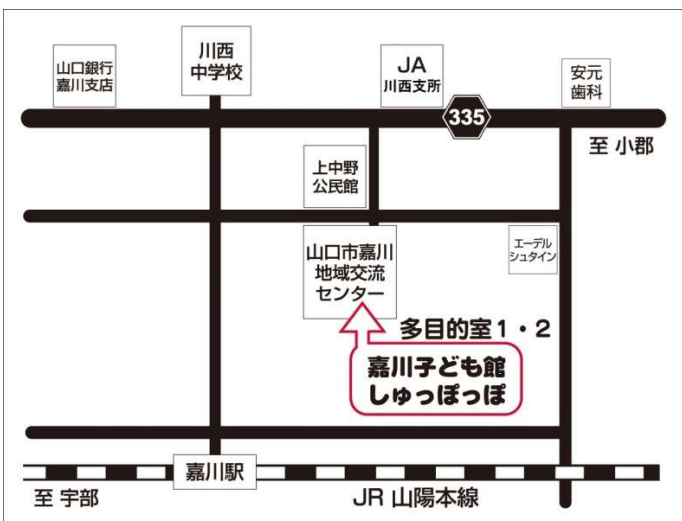 山口銀行
嘉川支店
川西
中学校
JA
川西支所
安元
歯科
335
至 小郡
上中野
公民館
山口市嘉川
地域交流
センター
エーデル
シュタイン
多目的室1・2
嘉川子ども館
しゅっぽっぽ
嘉川駅
至 宇部
JR 山陽本線